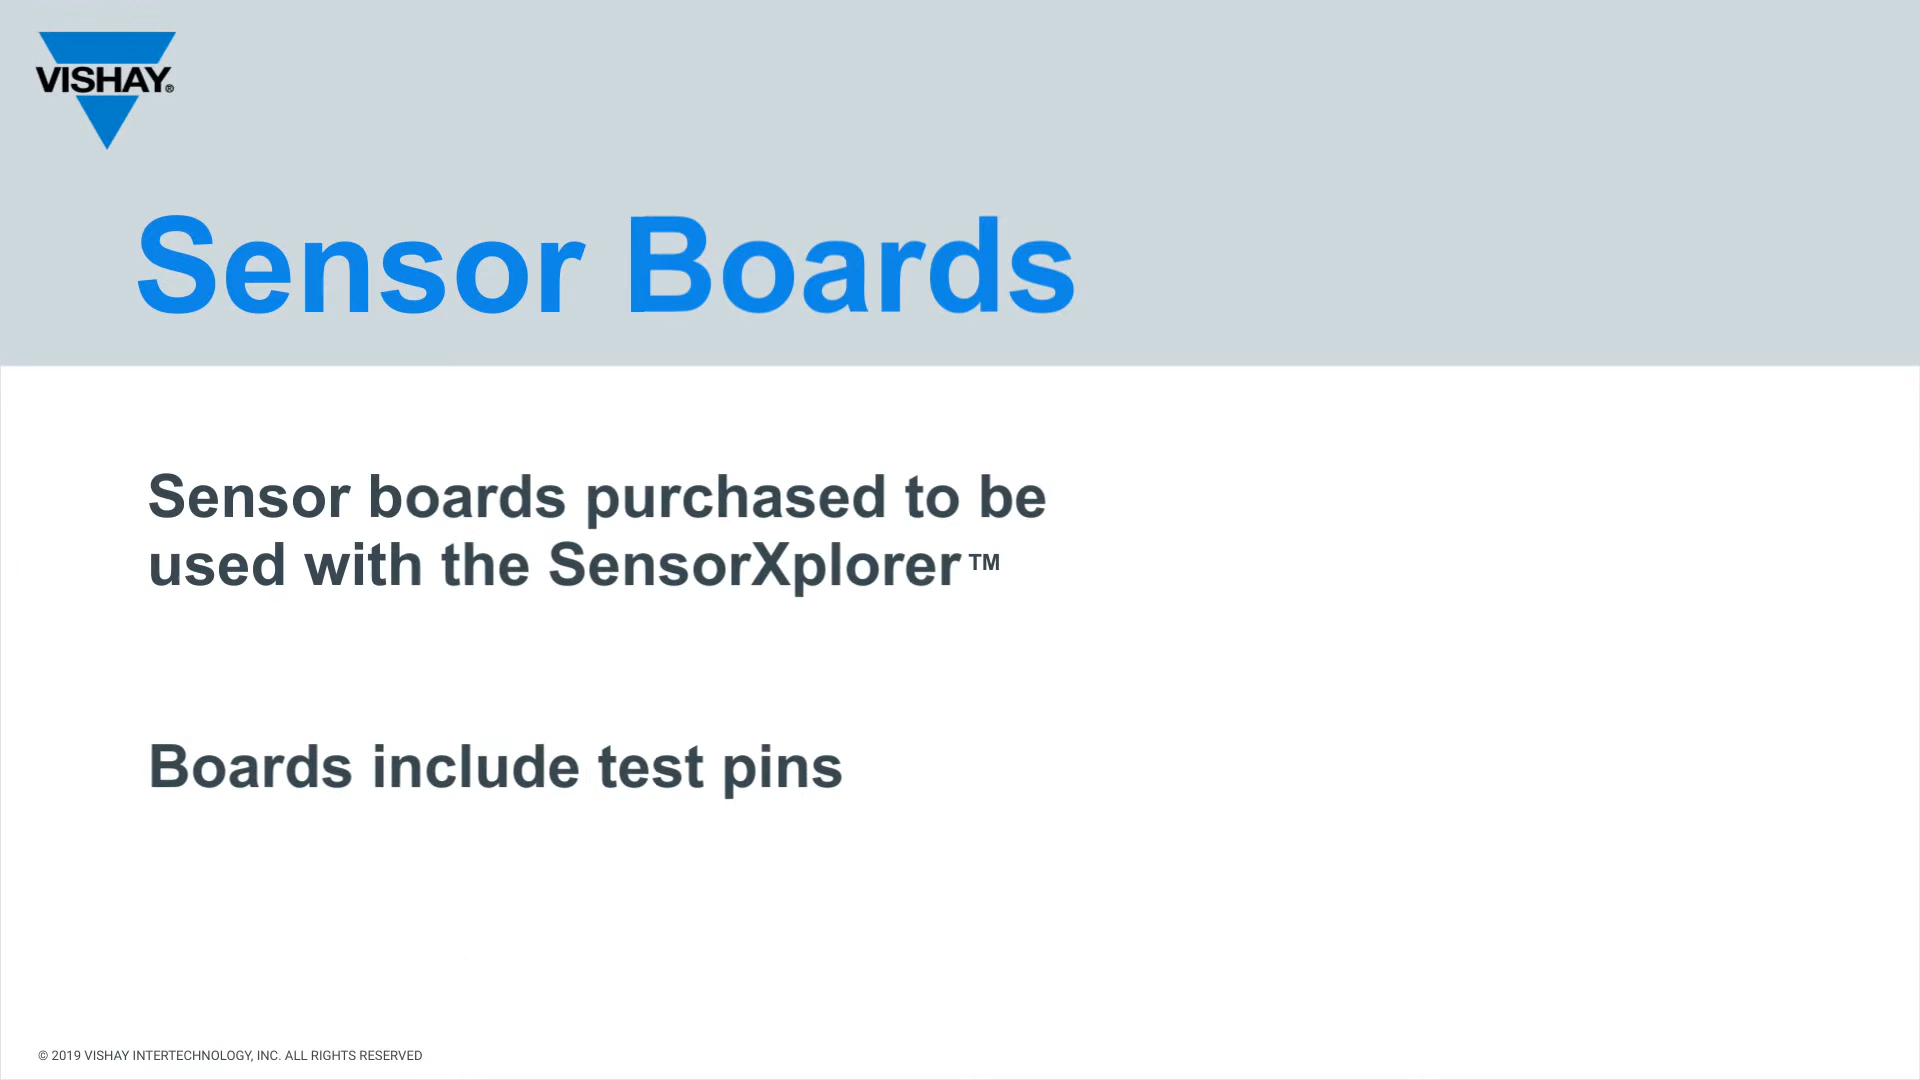 VISHAY®
Sensor Boards
Sensor boards purchased to be
used with the SensorXplorer™
Boards include test pins
© 2019 VISHAY INTERTECHNOLOGY, INC. ALL RIGHTS RESERVED